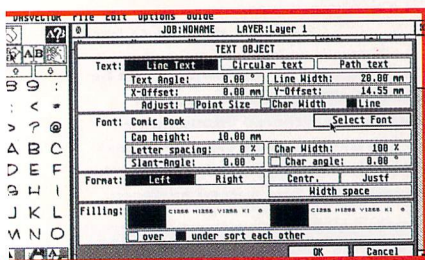 DHSVECTOR File Edit Options Guide
JOB:NONAME LAYER:Layer 1
TEXT OBJECT
Text: Line Text Circular text Path text
Text Angle: 0.00 ° Line Width: 20.00 mm
X-Offset: 0.00 mm Y-Offset: 14.55 mm
Adjust: Point Size Char Width Line
Font: Comic Book Select Font
Cap height: 10.00 mm
Letter spacing: 0 % Char Width: 100 %
Slant-Angle: 0.00 ° Char angle: 0.00 °
Format: Left Right Centr. Justf
Width space
Filling:
over under sort each other
OK Cancel
A?!
AB
8 9 :
< =
> ? @
A B C
D E F
G H I
J K L
M N O